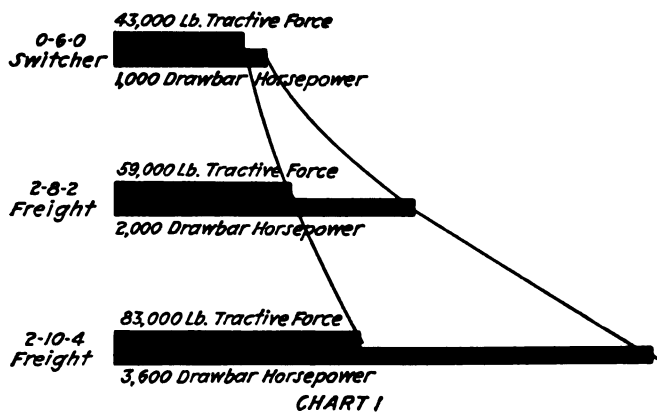 43,000 Lb. Tractive Force
0-6-0
Switcher
1,000 Drawbar Horsepower
59,000 Lb. Tractive Force
2-8-2
Freight
2,000 Drawbar Horsepower
83,000 Lb. Tractive Force
2-10-4
Freight
3,600 Drawbar Horsepower
CHART 1